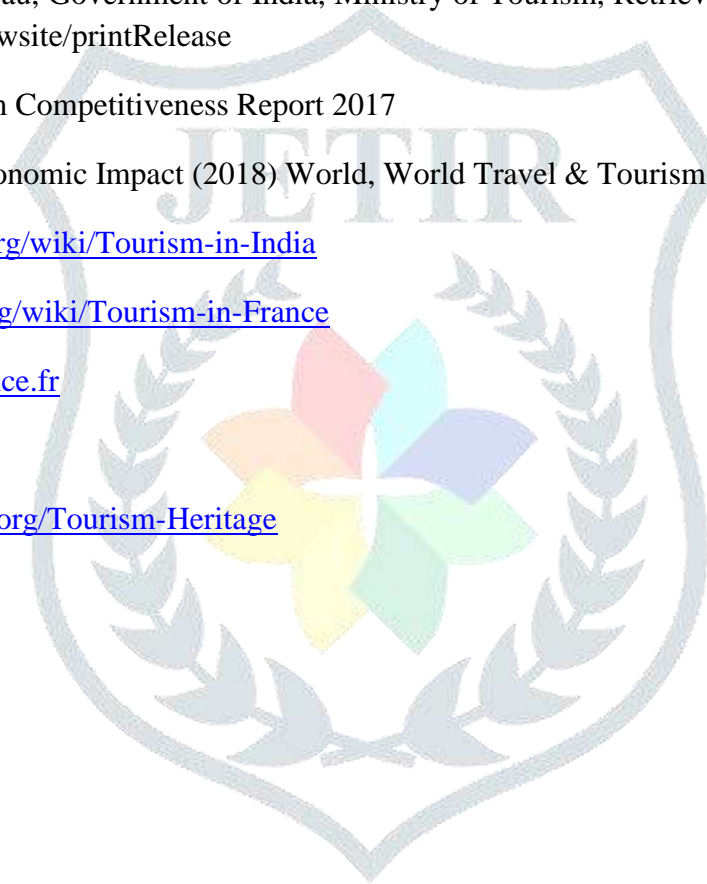 au, Government of India, Ministry of Tourism, Retriev
wsite/printRelease
n Competitiveness Report 2017
onomic Impact (2018) World, World Travel & Tourism
JETIR
rg/wiki/Tourism-in-India
g/wiki/Tourism-in-France
ce.fr
org/Tourism-Heritage